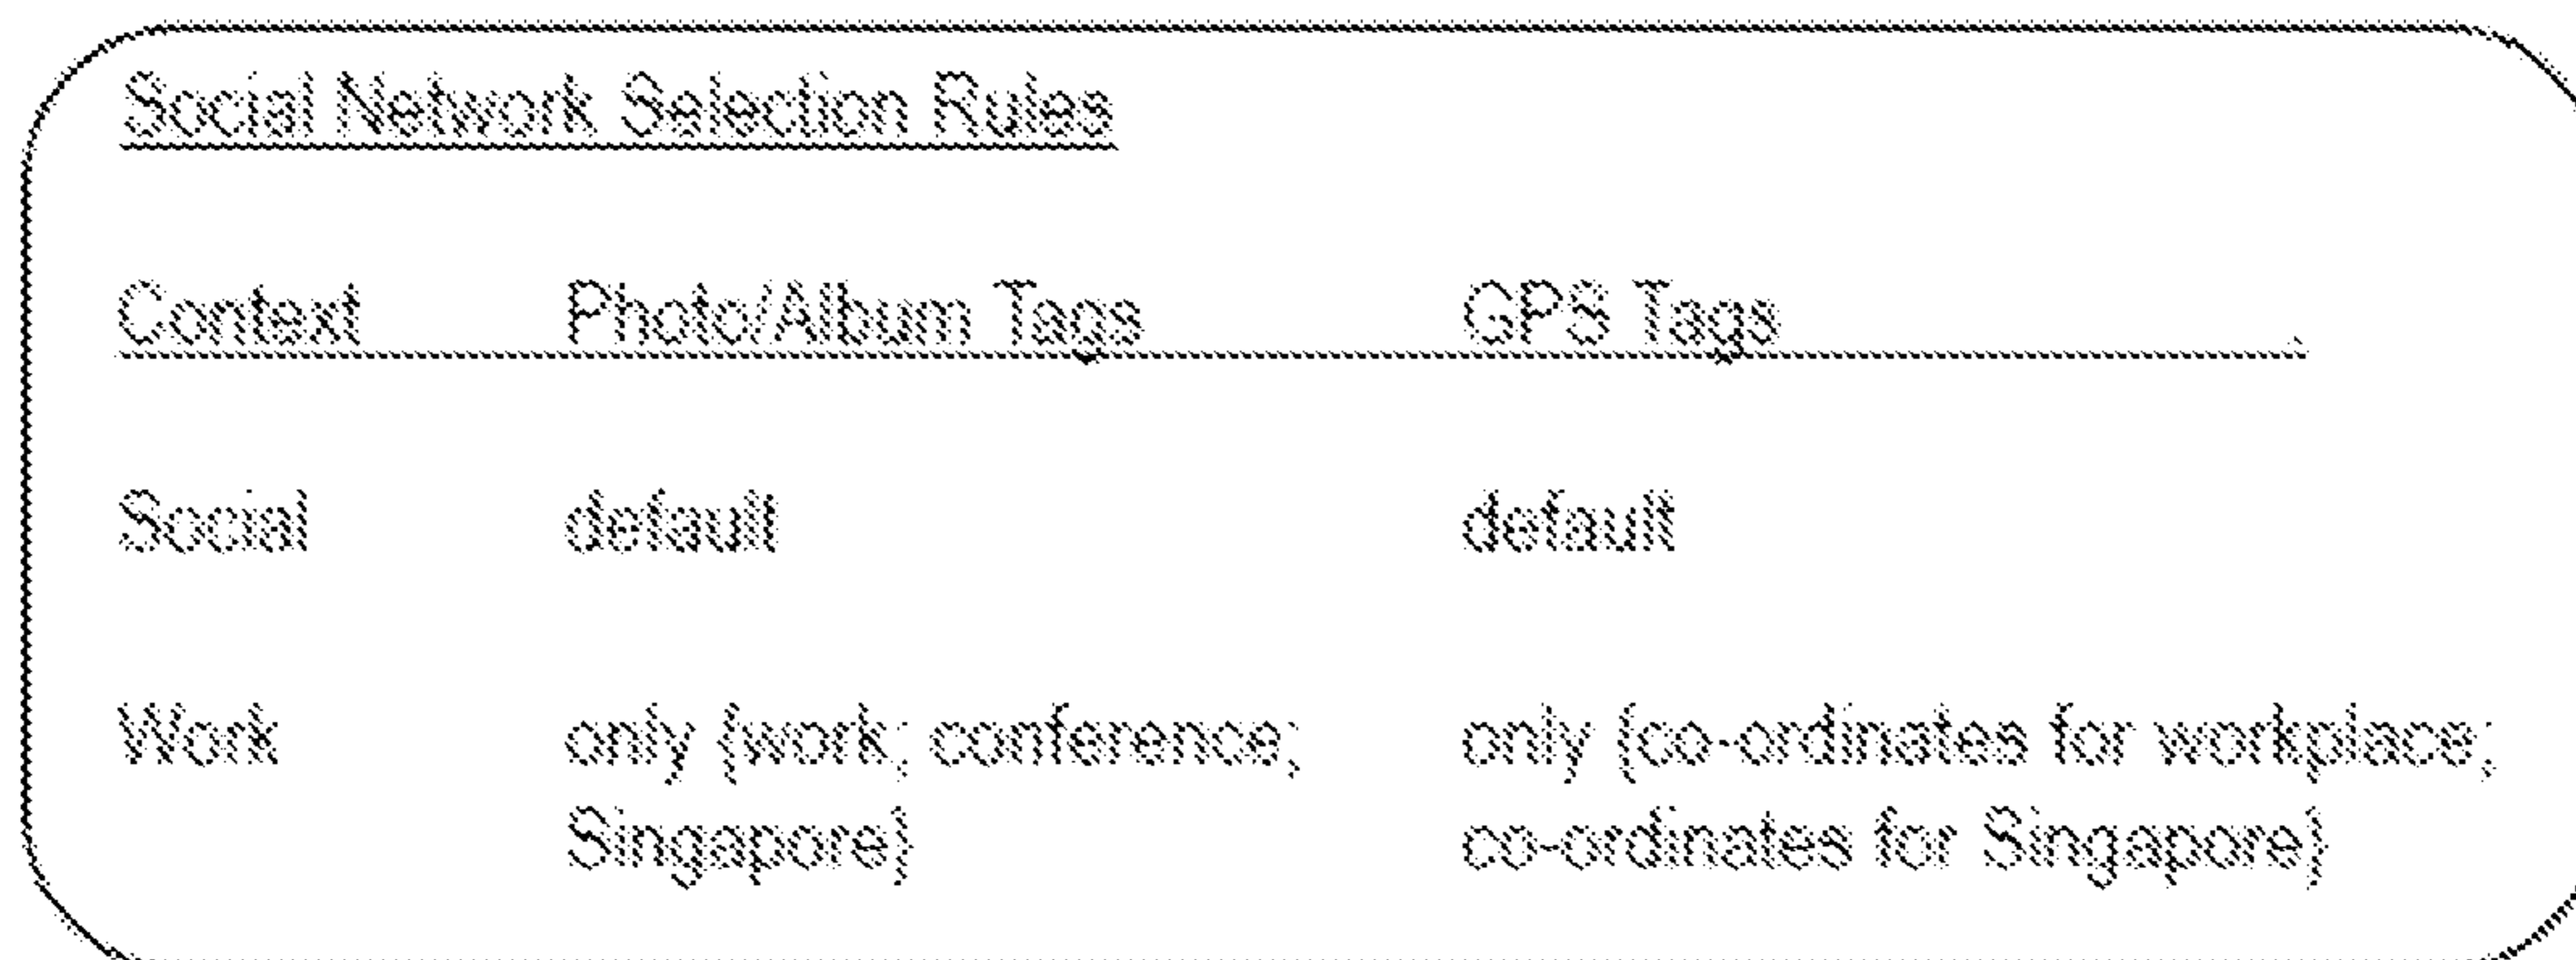 Social Network Selection Rules
Context Photo/Album Tags GPS Tags
Social default default
Work only {work; conference; only {co-ordinates for workplace;
Singapore} co-ordinates for Singapore}